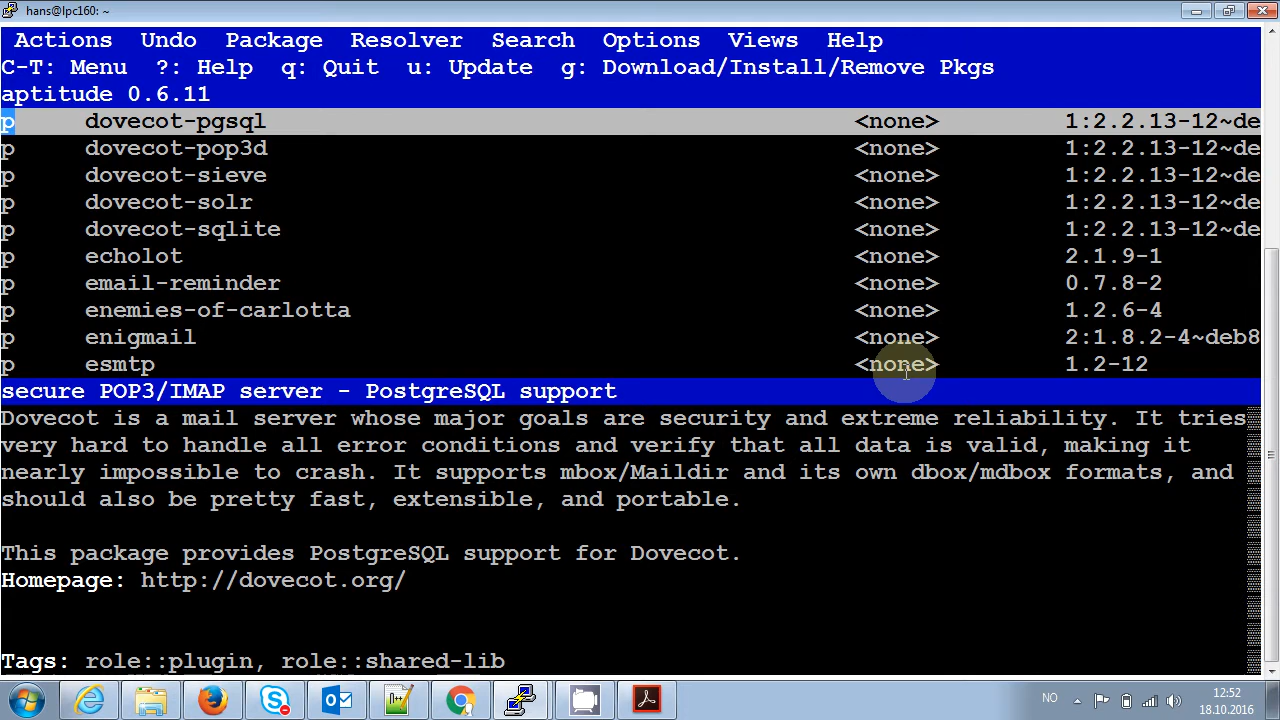 hans@lpc160: ~
Actions  Undo  Package  Resolver  Search  Options  Views  Help
C-T: Menu  ?: Help  q: Quit  u: Update  g: Download/Install/Remove Pkgs
aptitude 0.6.11
p     dovecot-pgsql     <none>     1:2.2.13-12~de
p     dovecot-pop3d     <none>     1:2.2.13-12~de
p     dovecot-sieve     <none>     1:2.2.13-12~de
p     dovecot-solr     <none>     1:2.2.13-12~de
p     dovecot-sqlite     <none>     1:2.2.13-12~de
p     echolot     <none>     2.1.9-1
p     email-reminder     <none>     0.7.8-2
p     enemies-of-carlotta     <none>     1.2.6-4
p     enigmail     <none>     2:1.8.2-4~deb8
p     esmtp     <none>     1.2-12
secure POP3/IMAP server - PostgreSQL support
Dovecot is a mail server whose major goals are security and extreme reliability. It tries
very hard to handle all error conditions and verify that all data is valid, making it
nearly impossible to crash. It supports mbox/Maildir and its own dbox/mdbox formats, and
should also be pretty fast, extensible, and portable.
This package provides PostgreSQL support for Dovecot.
Homepage: http://dovecot.org/
Tags: role::plugin, role::shared-lib
NO
12:52
18.10.2016